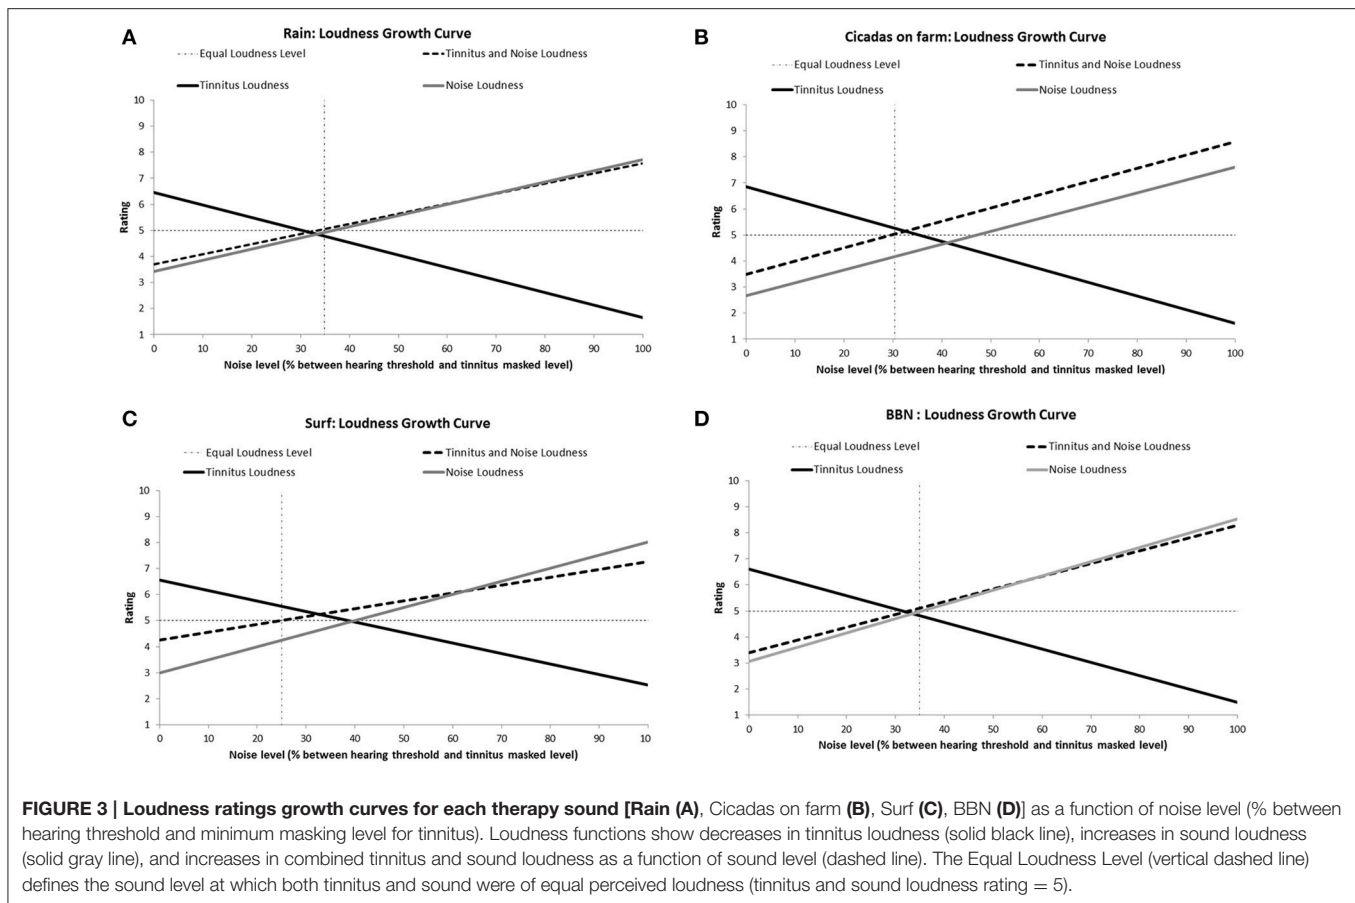 A
Rain: Loudness Growth Curve
Equal Loudness Level
Tinnitus and Noise Loudness
Tinnitus Loudness
Noise Loudness
10
9
8
7
6
5
4
3
2
1
Rating
0 10 20 30 40 50 60 70 80 90 100
Noise level (% between hearing threshold and tinnitus masked level)
B
Cicadas on farm: Loudness Growth Curve
Equal Loudness Level
Tinnitus and Noise Loudness
Tinnitus Loudness
Noise Loudness
10
9
8
7
6
5
4
3
2
1
Rating
0 10 20 30 40 50 60 70 80 90 100
Noise level (% between hearing threshold and tinnitus masked level)
C
Surf: Loudness Growth Curve
Equal Loudness Level
Tinnitus and Noise Loudness
Tinnitus Loudness
Noise Loudness
10
9
8
7
6
5
4
3
2
1
Rating
0 10 20 30 40 50 60 70 80 90 10
Noise level (% between hearing threshold and tinnitus masked level)
D
BBN : Loudness Growth Curve
Equal Loudness Level
Tinnitus and Noise Loudness
Tinnitus Loudness
Noise Loudness
10
9
8
7
6
5
4
3
2
1
Rating
0 10 20 30 40 50 60 70 80 90 100
Noise level (% between hearing threshold and tinnitus masked level)
FIGURE 3 | Loudness ratings growth curves for each therapy sound [Rain (A), Cicadas on farm (B), Surf (C), BBN (D)] as a function of noise level (% between
hearing threshold and minimum masking level for tinnitus). Loudness functions show decreases in tinnitus loudness (solid black line), increases in sound loudness
(solid gray line), and increases in combined tinnitus and sound loudness as a function of sound level (dashed line). The Equal Loudness Level (vertical dashed line)
defines the sound level at which both tinnitus and sound were of equal perceived loudness (tinnitus and sound loudness rating = 5).